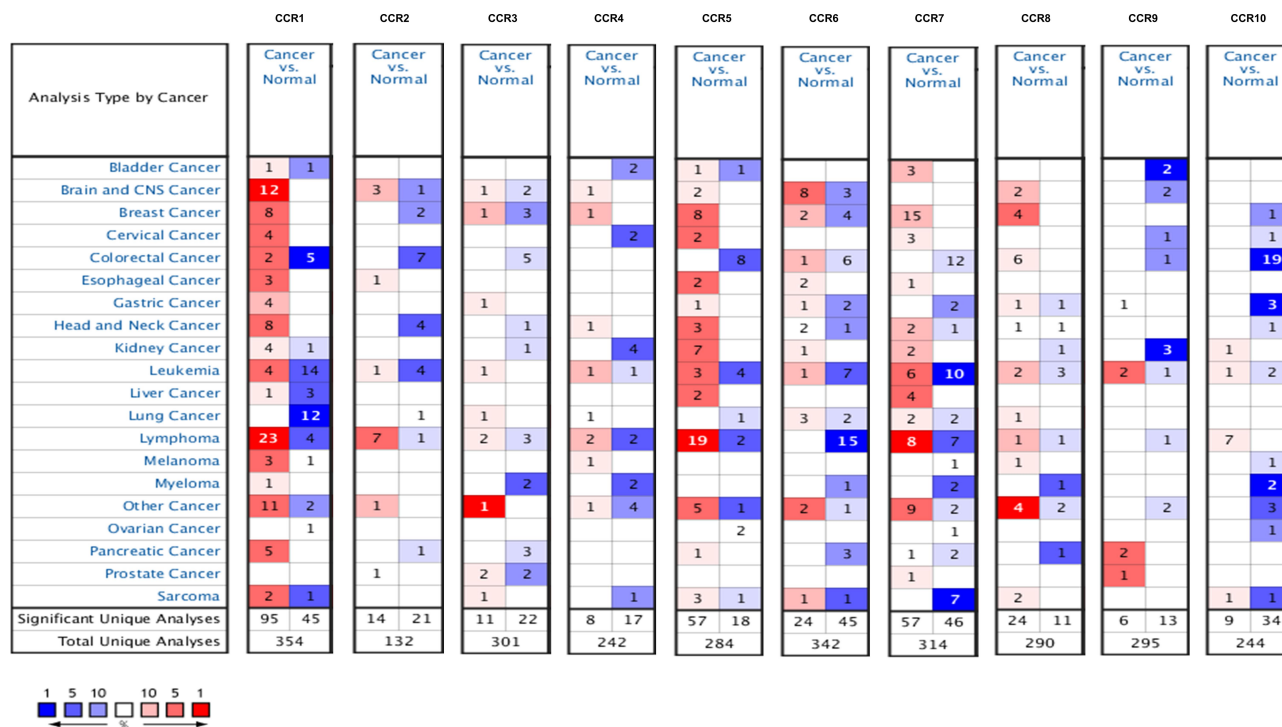 CCR1 CCR2 CCR3 CCR4 CCR5 CCR6 CCR7 CCR8 CCR9 CCR10
Analysis Type by Cancer
Cancer Cancer Cancer Cancer Cancer Cancer Cancer Cancer Cancer Cancer
vs. vs. vs. vs. vs. vs. vs. vs. vs. vs.
Normal Normal Normal Normal Normal Normal Normal Normal Normal Normal
Bladder Cancer 1 1 2 1 1 3 2
Brain and CNS Cancer 12 3 1 1 2 1 2 8 3 2 2
Breast Cancer 8 2 1 3 1 8 2 4 15 4 1
Cervical Cancer 4 2 2 3 1 1
Colorectal Cancer 2 5 7 5 8 1 6 12 6 1 19
Esophageal Cancer 3 1 2 2 1
Gastric Cancer 4 1 1 1 2 2 1 1 1 3
Head and Neck Cancer 8 4 1 1 3 2 1 2 1 1 1 1
Kidney Cancer 4 1 1 4 7 1 2 1 3 1
Leukemia 4 14 1 4 1 1 1 3 4 1 7 6 10 2 3 2 1 1 2
Liver Cancer 1 3 2 4
Lung Cancer 12 1 1 1 1 3 2 2 2 1
Lymphoma 23 4 7 1 2 3 2 2 19 2 15 8 7 1 1 1 7
Melanoma 3 1 1 1 1 1
Myeloma 1 2 2 1 2 1 2
Other Cancer 11 2 1 1 1 4 5 1 2 1 9 2 4 2 2 3
Ovarian Cancer 1 2 1 1
Pancreatic Cancer 5 1 3 1 3 1 2 1 2
Prostate Cancer 1 2 2 1 1
Sarcoma 2 1 1 1 3 1 1 1 7 2 1 1
Significant Unique Analyses 95 45 14 21 11 22 8 17 57 18 24 45 57 46 24 11 6 13 9 34
Total Unique Analyses 354 132 301 242 284 342 314 290 295 244
1 5 10 10 5 1
%